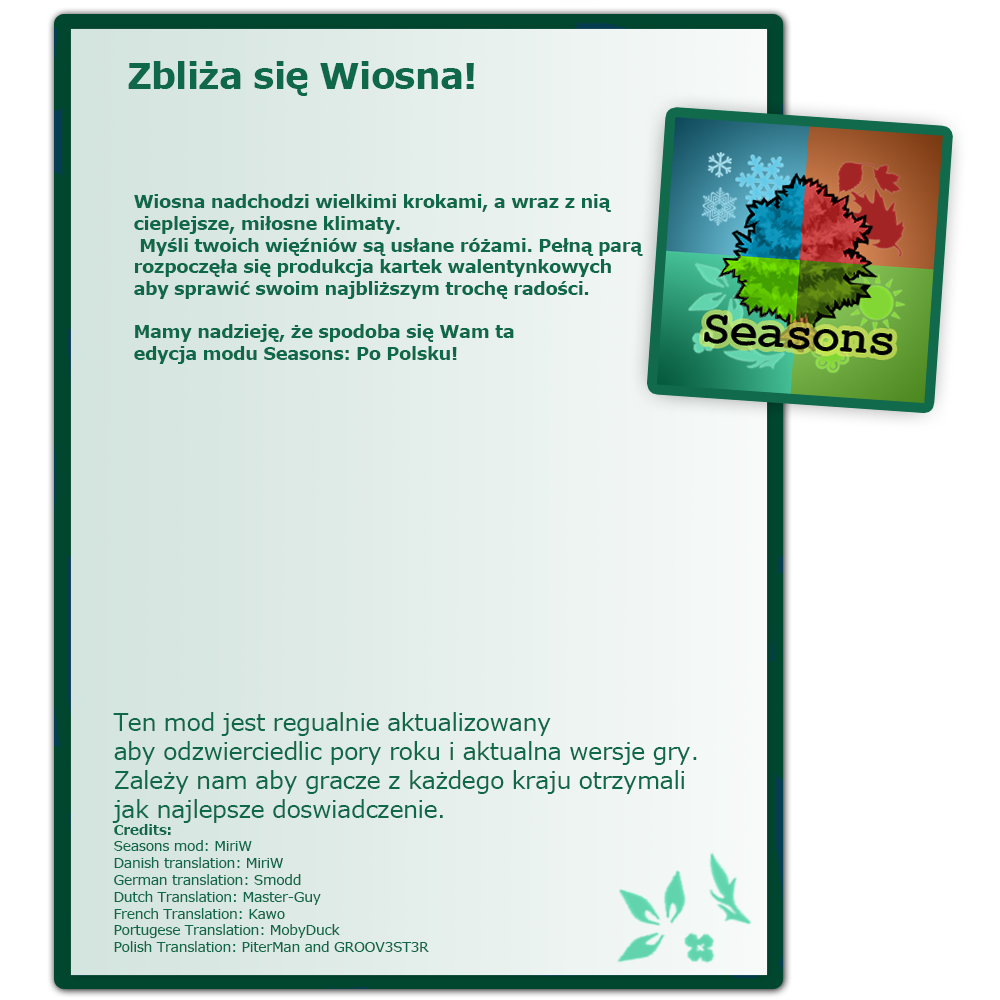 Zbliża się Wiosna!
Wiosna nadchodzi wielkimi krokami, a wraz z nią
cieplejsze, miłosne klimaty.
Myśli twoich więźniów są usłane różami. Pełną parą
rozpoczęła się produkcja kartek walentynkowych
aby sprawić swoim najbliższym trochę radości.
Mamy nadzieję, że spodoba się Wam ta
edycja modu Seasons: Po Polsku!
Seasons
Ten mod jest regualnie aktualizowany
aby odzwierciedlic pory roku i aktualna wersje gry.
Zależy nam aby gracze z każdego kraju otrzymali
jak najlepsze doswiadczenie.
Credits:
Seasons mod: MiriW
Danish translation: MiriW
German translation: Smodd
Dutch Translation: Master-Guy
French Translation: Kawo
Portugese Translation: MobyDuck
Polish Translation: PiterMan and GROOV3ST3R